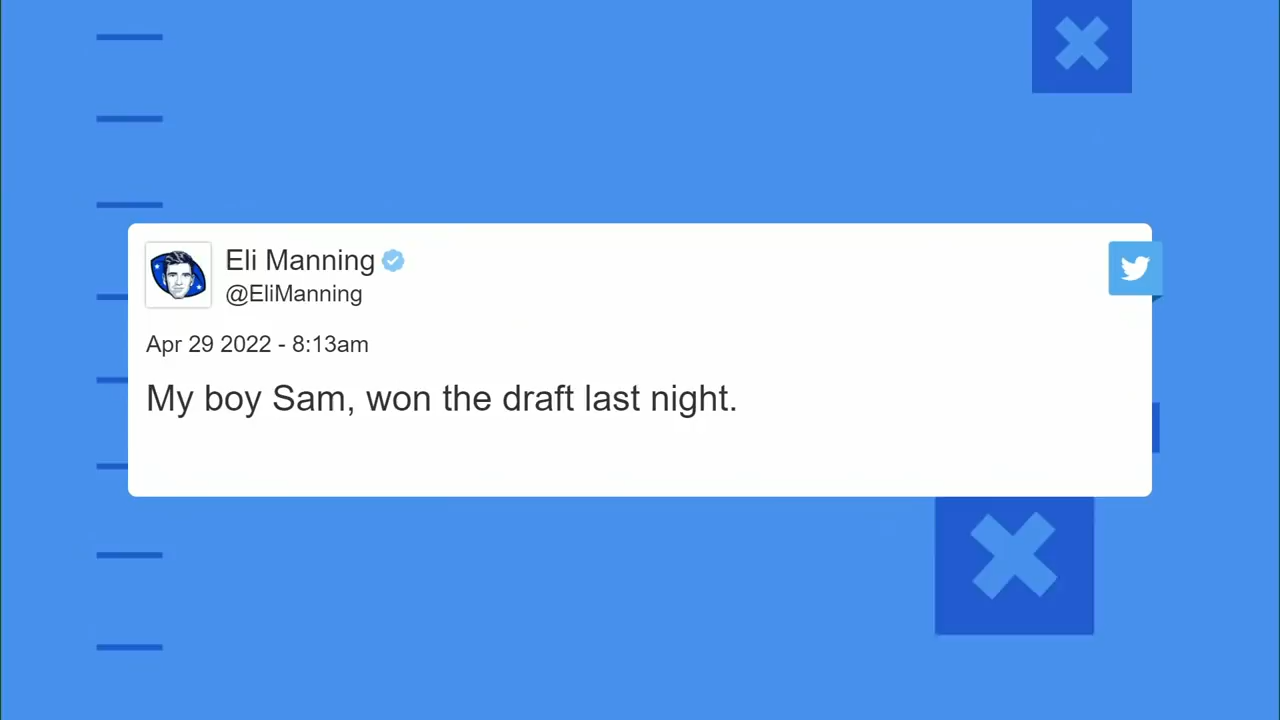 Eli Manning
@EliManning
Apr 29 2022 - 8:13am
My boy Sam, won the draft last night.